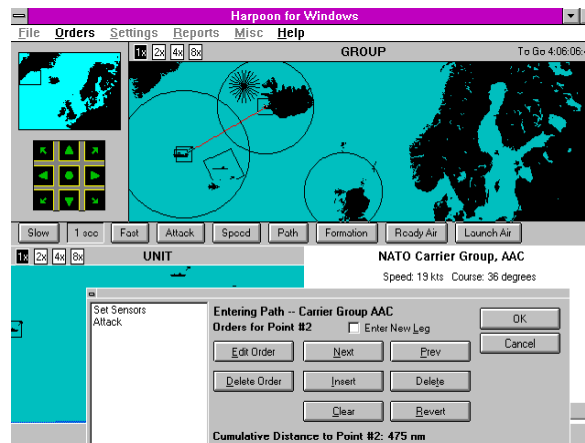 Harpoon for Windows
File Orders Settings Reports Misc Help
1x 2x 4x 8x GROUP To Go 4:06:06:
Slow 1 sec Fast Attack Speed Path Formation Ready Air Launch Air
1x 2x 4x 8x UNIT
NATO Carrier Group, AAC
Speed: 19 kts Course: 36 degrees
Set Sensors
Attack
Entering Path -- Carrier Group AAC
Orders for Point #2 Enter New Leg
OK
Edit Order Next Prev
Cancel
Delete Order Insert Delete
Clear Revert
Cumulative Distance to Point #2: 475 nm